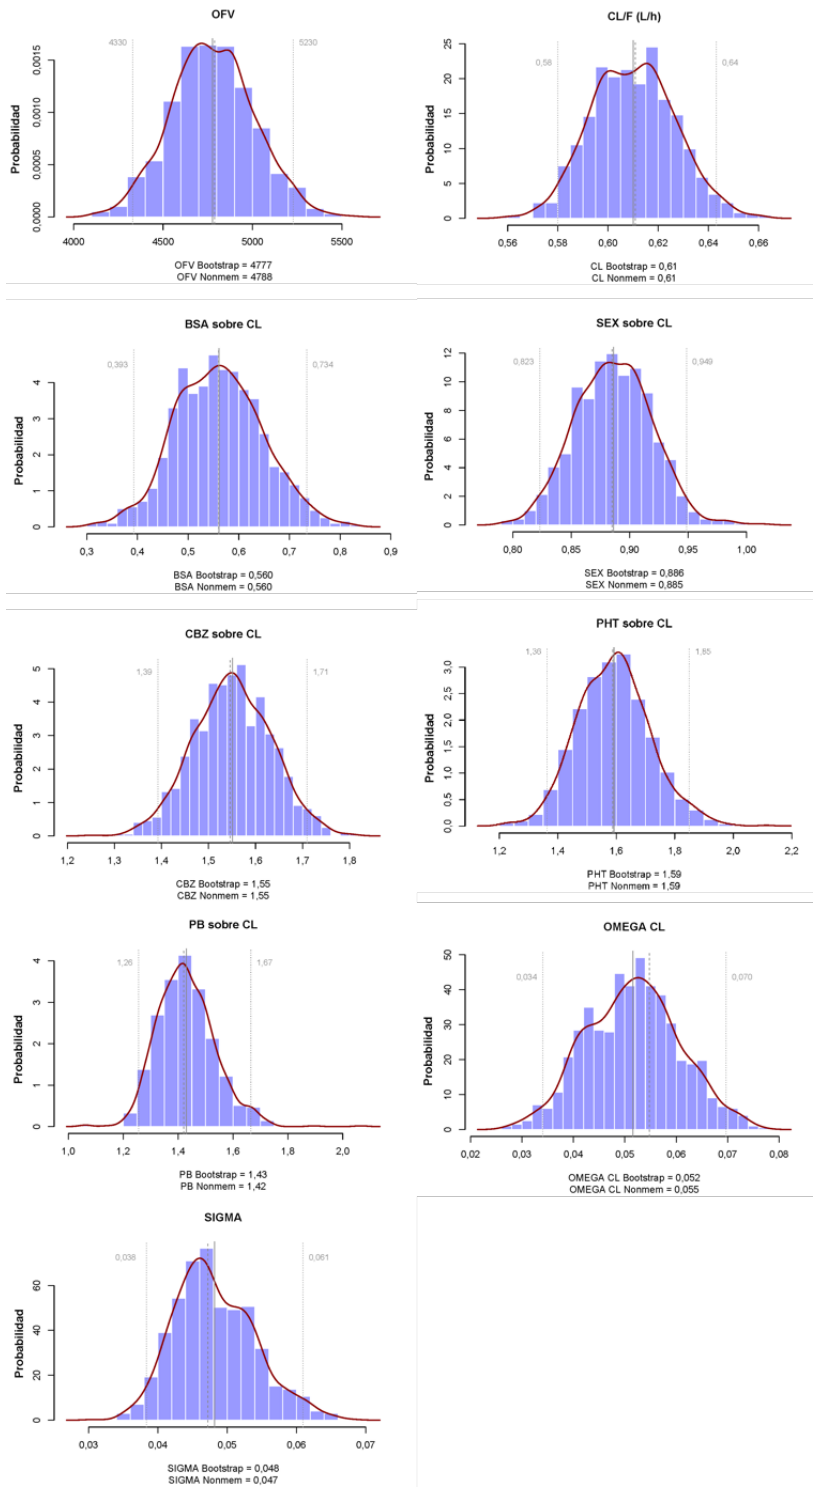 OFV
4330
5230
Probabilidad
0,0000 0,0005 0,0010 0,0015
4000 4500 5000 5500
OFV Bootstrap = 4777
OFV Nonmem = 4788
CL/F (L/h)
0,58
0,64
Probabilidad
0 5 10 15 20 25
0,56 0,58 0,60 0,62 0,64 0,66
CL Bootstrap = 0,61
CL Nonmem = 0,61
BSA sobre CL
0,393
0,734
Probabilidad
0 1 2 3 4
0,3 0,4 0,5 0,6 0,7 0,8 0,9
BSA Bootstrap = 0,560
BSA Nonmem = 0,560
SEX sobre CL
0,823
0,949
Probabilidad
0 2 4 6 8 10 12
0,80 0,85 0,90 0,95 1,00
SEX Bootstrap = 0,886
SEX Nonmem = 0,885
CBZ sobre CL
1,39
1,71
Probabilidad
0 1 2 3 4 5
1,2 1,3 1,4 1,5 1,6 1,7 1,8
CBZ Bootstrap = 1,55
CBZ Nonmem = 1,55
PHT sobre CL
1,36
1,85
Probabilidad
0,0 0,5 1,0 1,5 2,0 2,5 3,0
1,2 1,4 1,6 1,8 2,0 2,2
PHT Bootstrap = 1,59
PHT Nonmem = 1,59
PB sobre CL
1,26
1,67
Probabilidad
0 1 2 3 4
1,0 1,2 1,4 1,6 1,8 2,0
PB Bootstrap = 1,43
PB Nonmem = 1,42
OMEGA CL
0,034
0,070
Probabilidad
0 10 20 30 40 50
0,02 0,03 0,04 0,05 0,06 0,07 0,08
OMEGA CL Bootstrap = 0,052
OMEGA CL Nonmem = 0,055
SIGMA
0,038
0,061
Probabilidad
0 20 40 60
0,03 0,04 0,05 0,06 0,07
SIGMA Bootstrap = 0,048
SIGMA Nonmem = 0,047